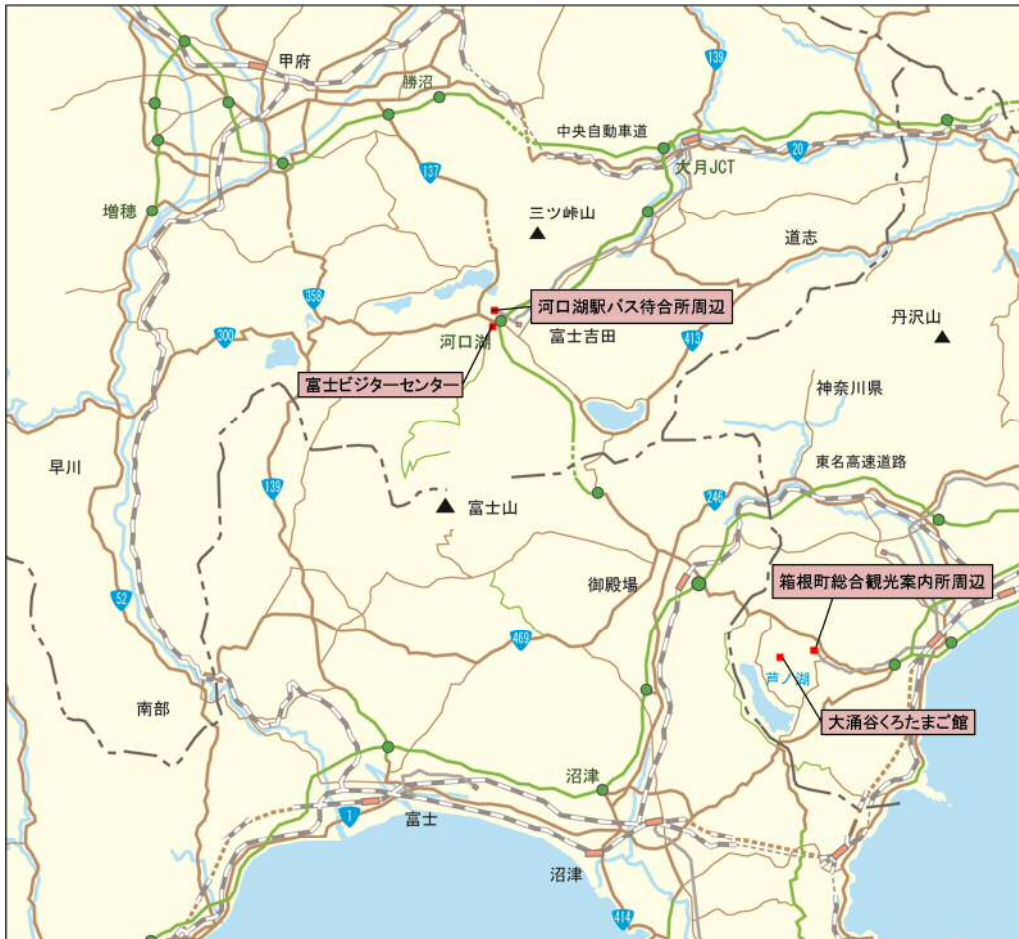 甲府
139
勝沼
中央自動車道
20
大月JCT
137
増穂
三ツ峠山
道志
358
河口湖駅バス待合所周辺
300
河口湖
富士吉田
413
丹沢山
富士ビジターセンター
神奈川県
早川
東名高速道路
139
246
富士山
御殿場
箱根町総合観光案内所周辺
52
469
芦ノ湖
南部
大涌谷くろたまご館
沼津
1
富士
沼津
414